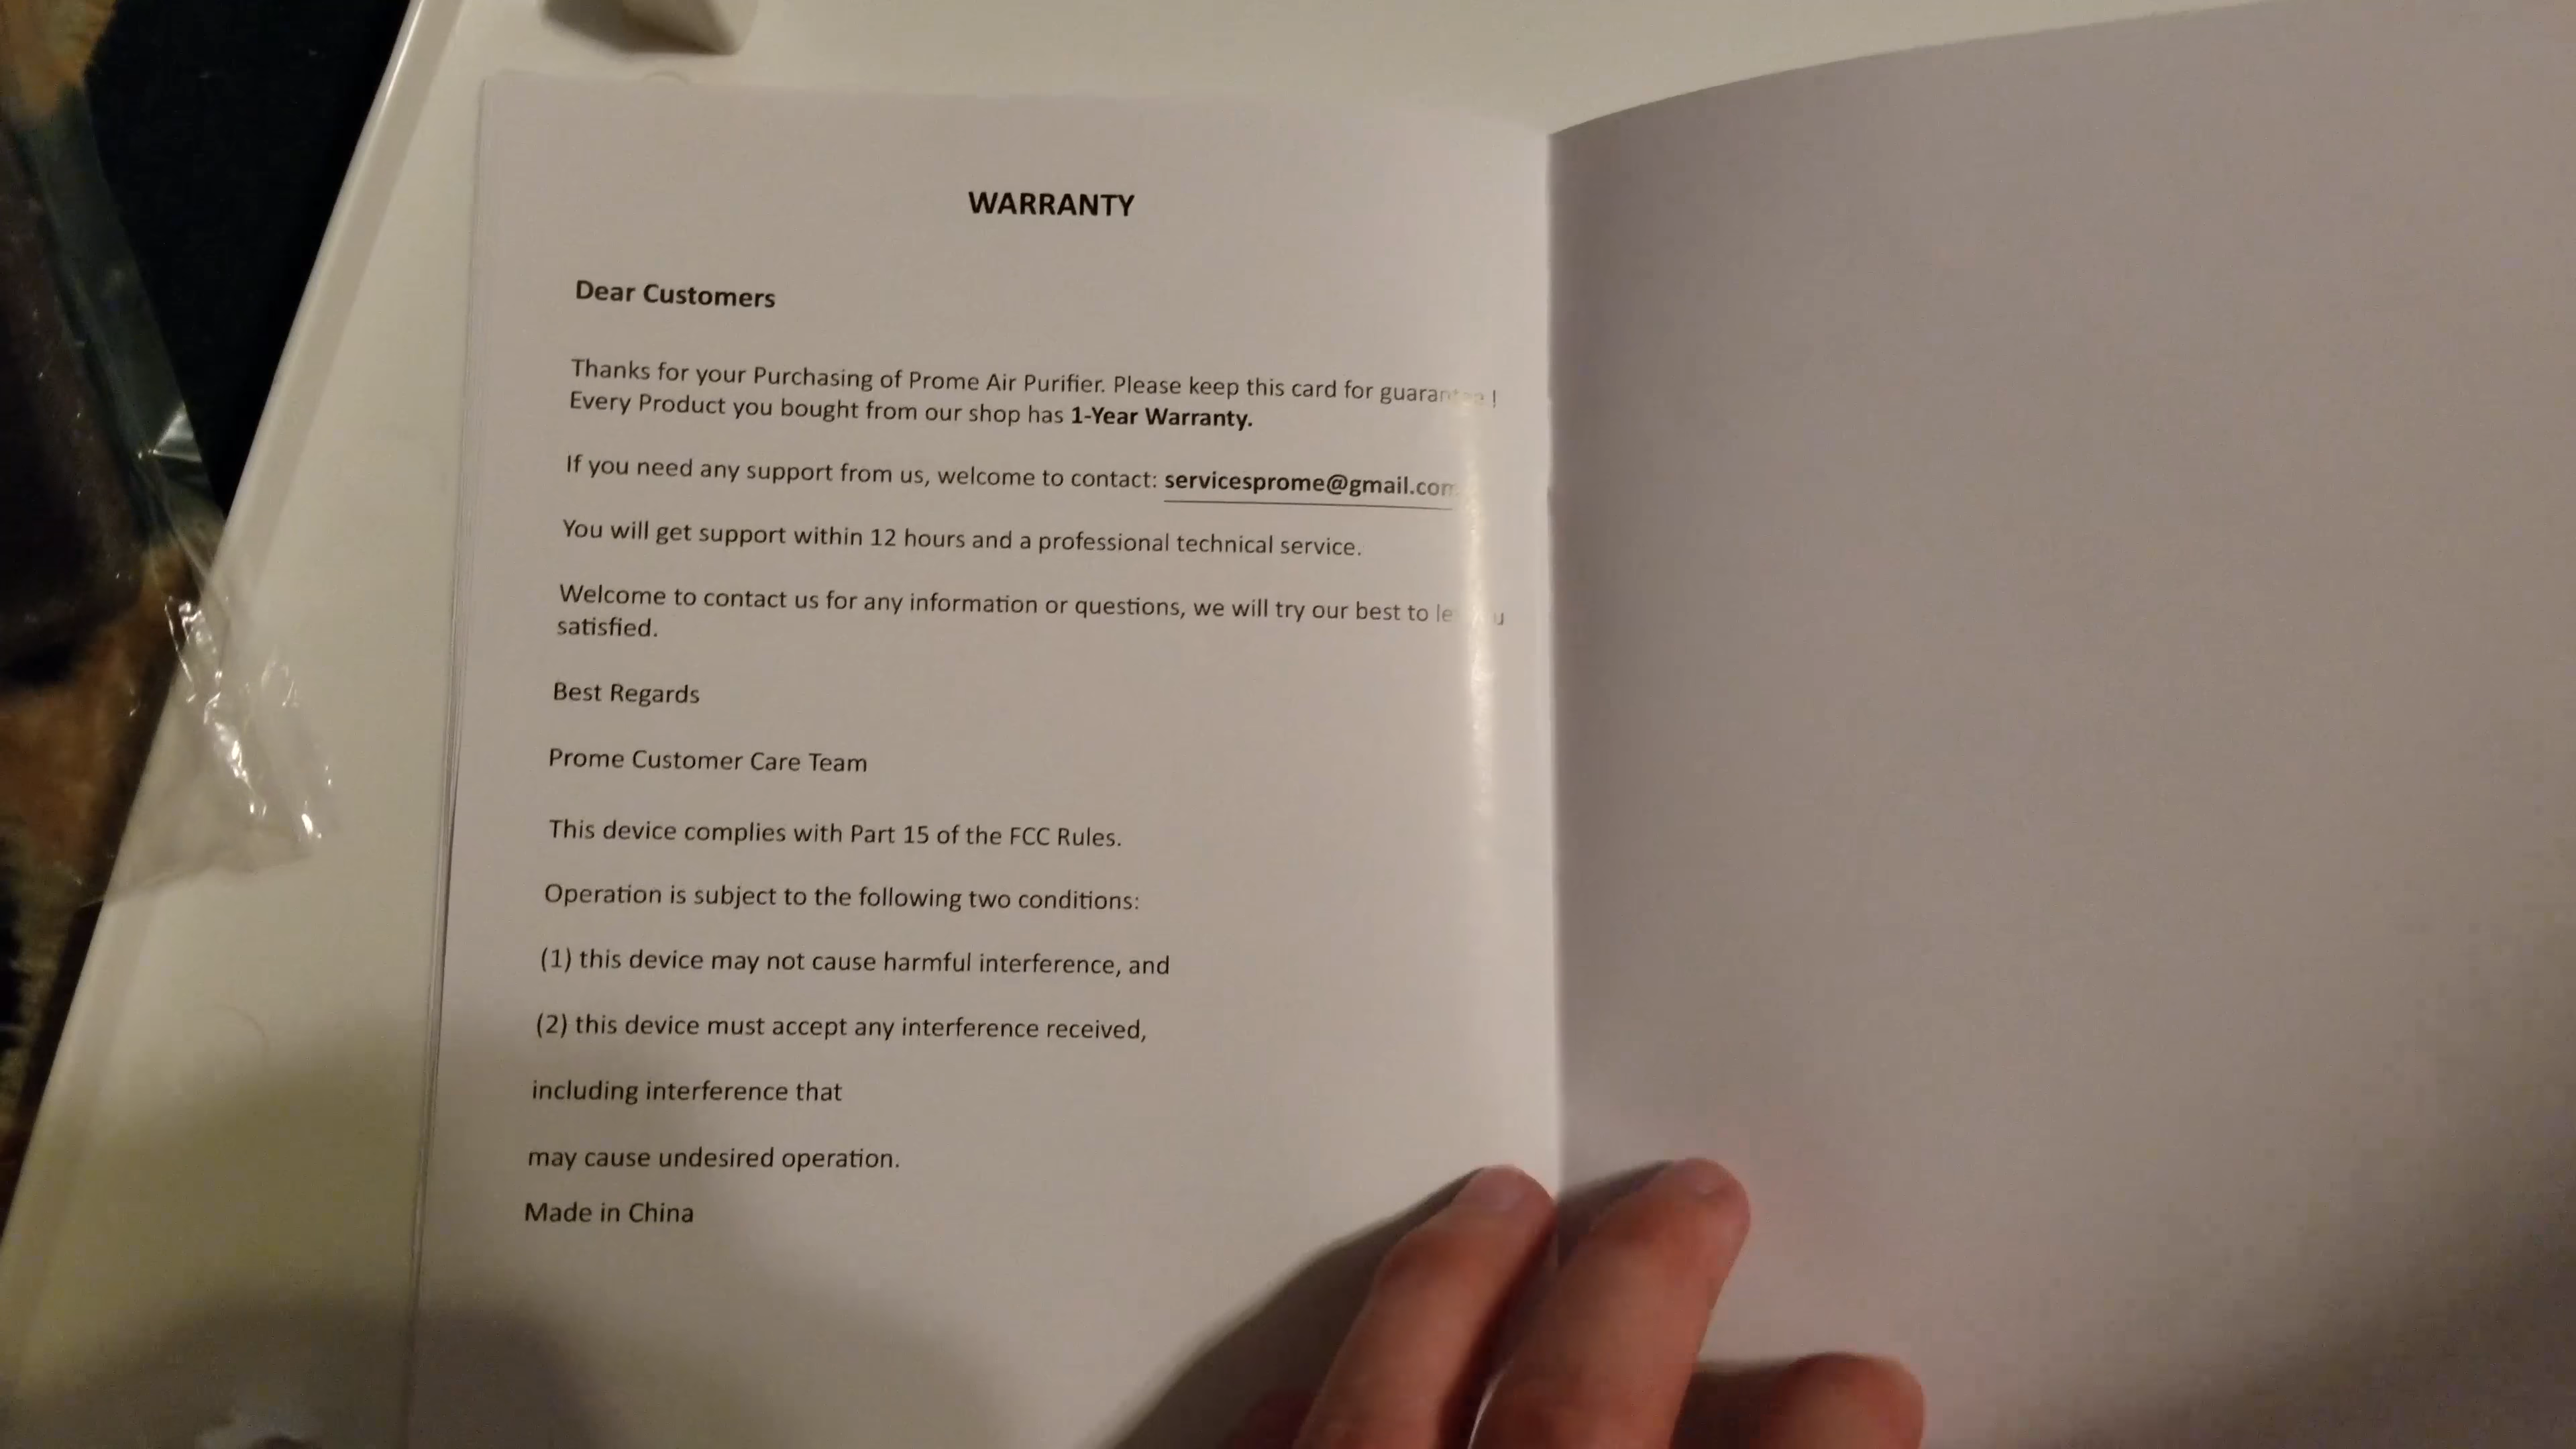 WARRANTY
Dear Customers
Thanks for your Purchasing of Prome Air Purifier. Please keep this card for guarantee !
Every Product you bought from our shop has 1-Year Warranty.
If you need any support from us, welcome to contact: servicesprome@gmail.com
You will get support within 12 hours and a professional technical service.
Welcome to contact us for any information or questions, we will try our best to
satisfied.
Best Regards
Prome Customer Care Team
This device complies with Part 15 of the FCC Rules.
Operation is subject to the following two conditions:
(1) this device may not cause harmful interference, and
(2) this device must accept any interference received,
including interference that
may cause undesired operation.
Made in China